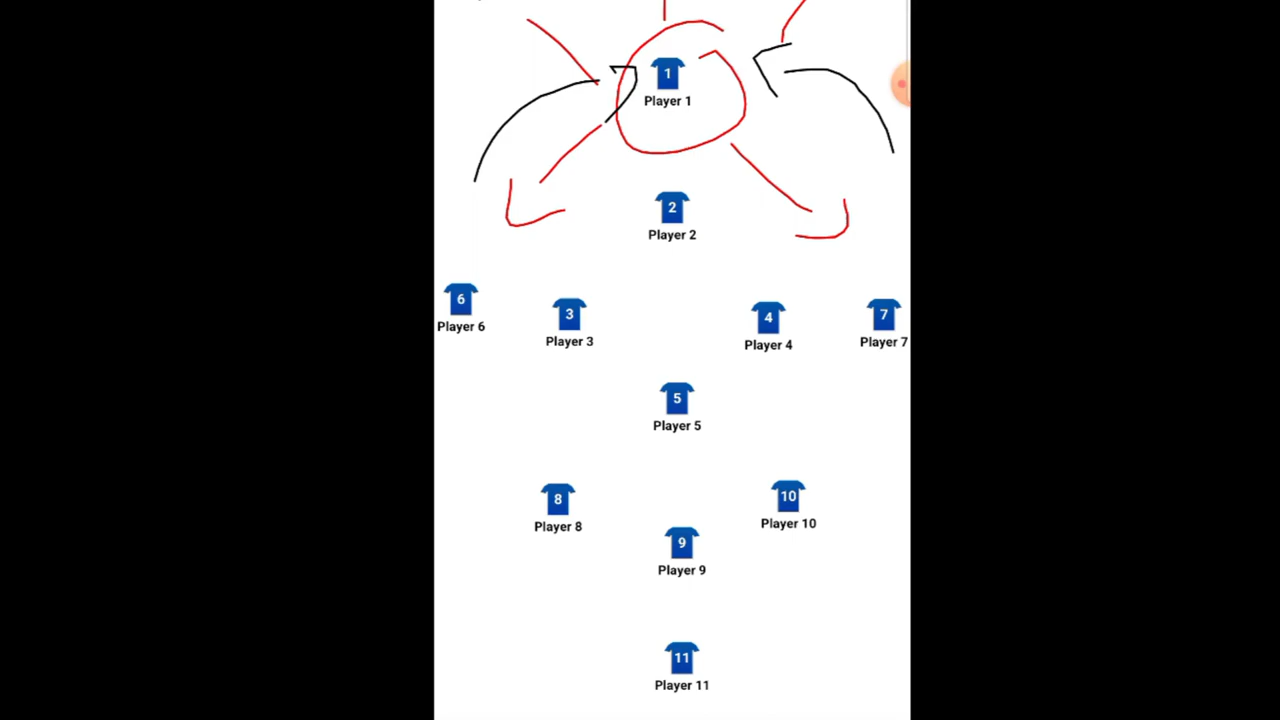 1
Player 1
2
Player 2
6
Player 6
3
Player 3
4
Player 4
7
Player 7
5
Player 5
8
Player 8
10
Player 10
9
Player 9
11
Player 11